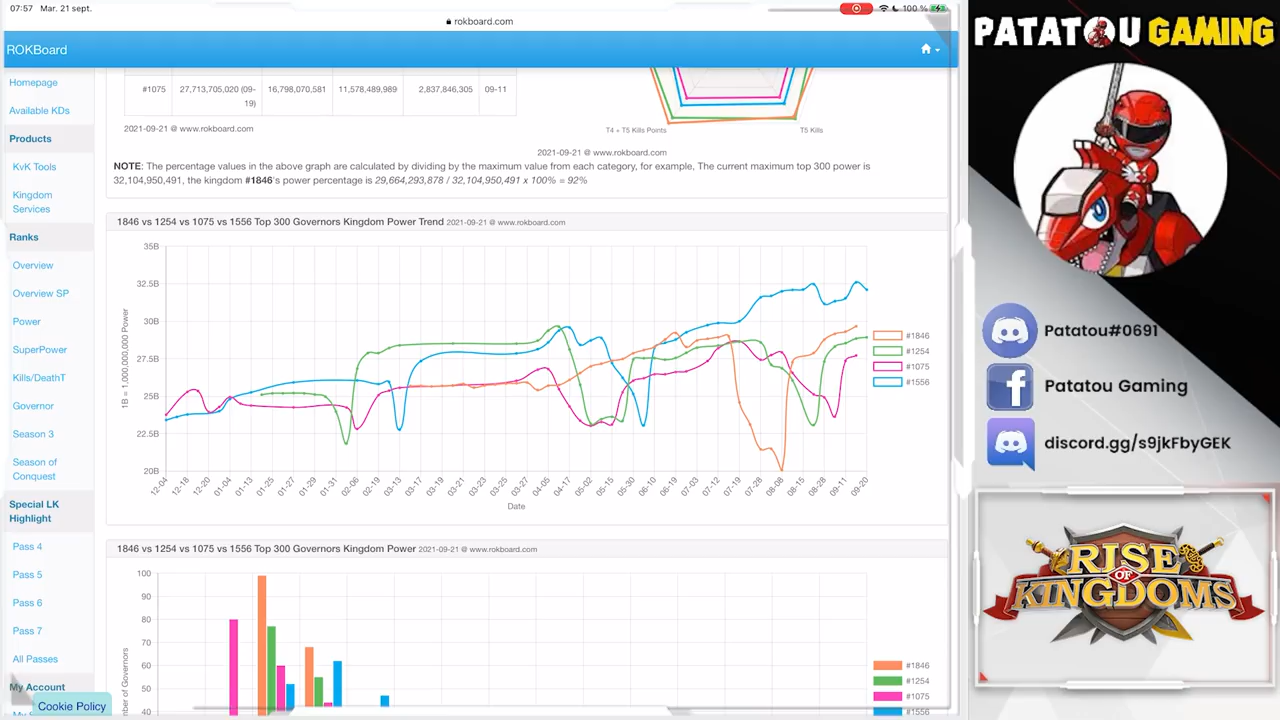 07:57 Mar. 21 sept.
100 %
rokboard.com
ROKBoard
Homepage
Available KDs
Products
KvK Tools
Kingdom
Services
Ranks
Overview
Overview SP
Power
SuperPower
Kills/DeathT
Governor
Season 3
Season of
Conquest
Special LK
Highlight
Pass 4
Pass 5
Pass 6
Pass 7
All Passes
My Account
Cookie Policy
#1075 27,713,705,020 (09-
19) 16,798,070,581 11,578,489,989 2,837,846,305 09-11
2021-09-21 @ www.rokboard.com
T4 + T5 Kills Points
T5 Kills
2021-09-21 @ www.rokboard.com
NOTE: The percentage values in the above graph are calculated by dividing by the maximum value from each category, for example, The current maximum top 300 power is
32,104,950,491, the kingdom #1846's power percentage is 29,664,293,878 / 32,104,950,491 x 100% = 92%
1846 vs 1254 vs 1075 vs 1556 Top 300 Governors Kingdom Power Trend 2021-09-21 @ www.rokboard.com
1B = 1,000,000,000 Power
35B
32.5B
30B
27.5B
25B
22.5B
20B
12-04
12-18
12-20
01-04
01-13
01-25
01-27
01-29
01-31
02-06
03-13
03-17
03-19
03-21
03-23
03-25
03-27
04-05
04-17
05-02
05-15
05-30
06-10
06-19
07-03
07-12
07-19
07-28
08-08
08-15
08-28
09-11
09-20
Date
#1846
#1254
#1075
#1556
1846 vs 1254 vs 1075 vs 1556 Top 300 Governors Kingdom Power 2021-09-21 @ www.rokboard.com
100
90
80
70
60
50
40
#1846
#1254
#1075
#1556
PATATOU GAMING
Patatou#0691
Patatou Gaming
discord.gg/s9jkFbyGEK
RISE
OF
KINGDOMS